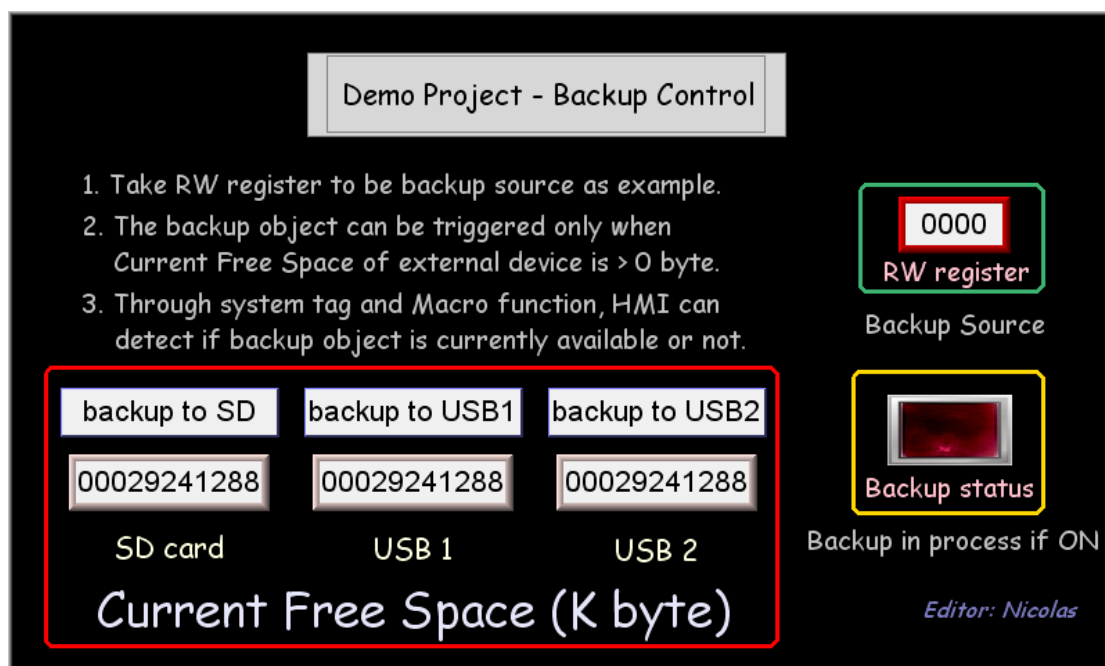 Demo Project - Backup Control
1. Take RW register to be backup source as example.
2. The backup object can be triggered only when
Current Free Space of external device is > 0 byte.
3. Through system tag and Macro function, HMI can
detect if backup object is currently available or not.
0000
RW register
Backup Source
backup to SD
backup to USB1
backup to USB2
00029241288
00029241288
00029241288
SD card
USB 1
USB 2
Current Free Space (K byte)
Backup status
Backup in process if ON
Editor: Nicolas